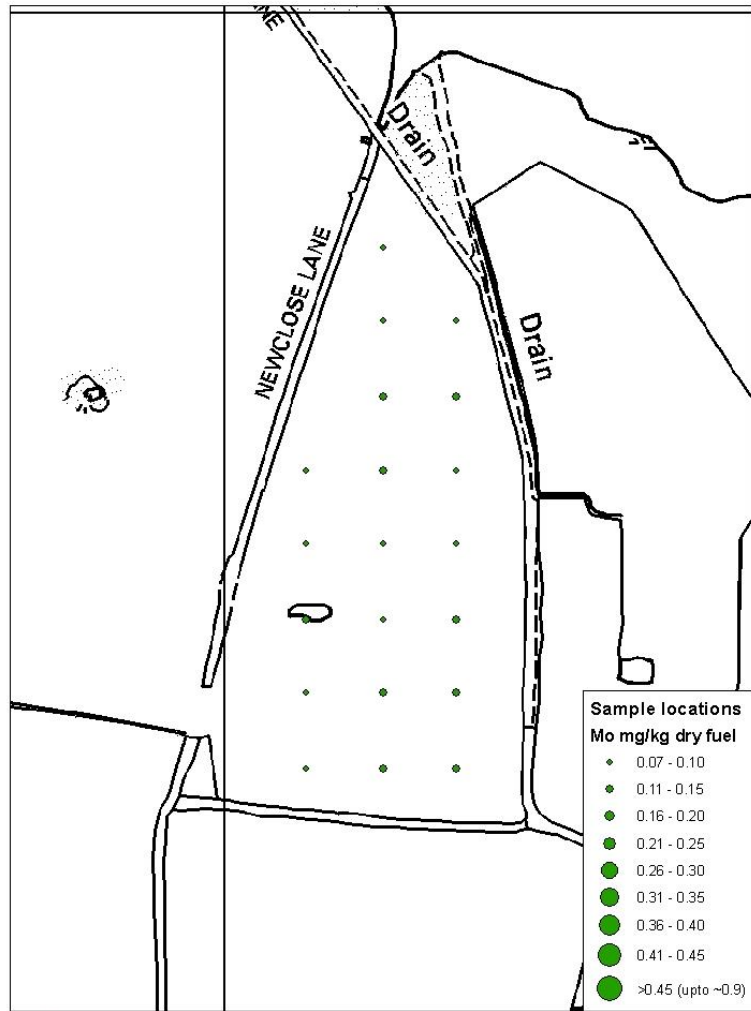 Drain
NEWCLOSE LANE
Drain
Sample locations
Mo mg/kg dry fuel
0.07 - 0.10
0.11 - 0.15
0.16 - 0.20
0.21 - 0.25
0.26 - 0.30
0.31 - 0.35
0.36 - 0.40
0.41 - 0.45
>0.45 (upto ~0.9)